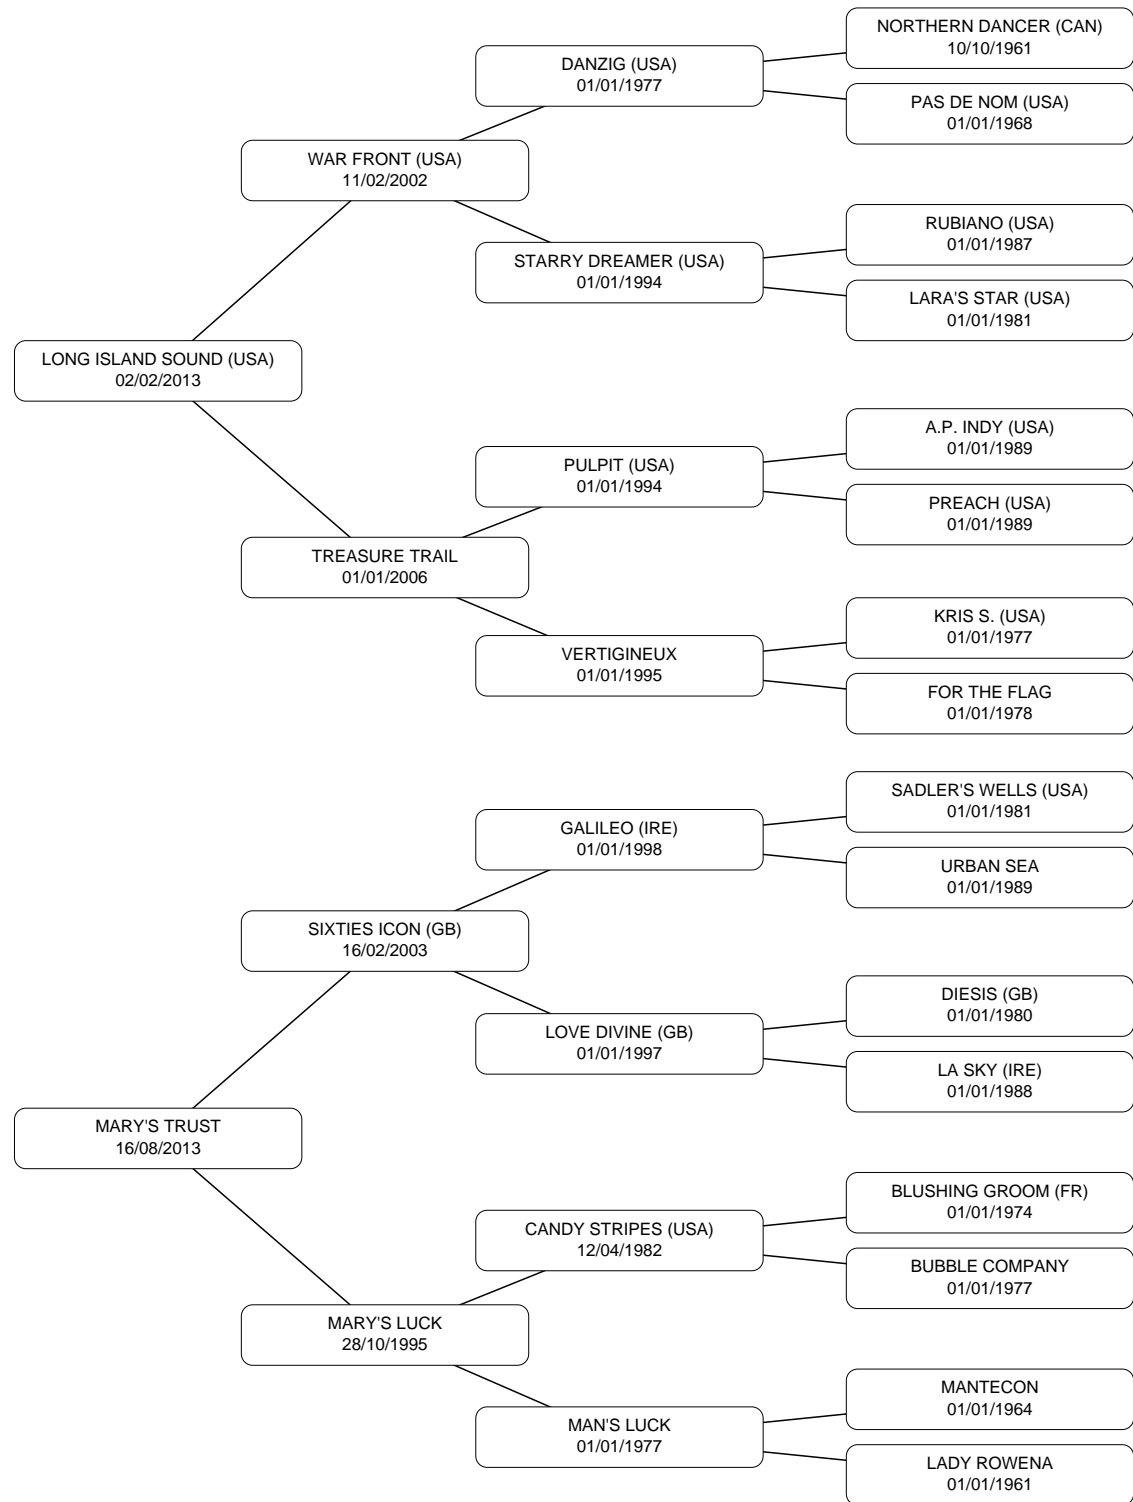 NORTHERN DANCER (CAN)
10/10/1961
DANZIG (USA)
01/01/1977
PAS DE NOM (USA)
01/01/1968
WAR FRONT (USA)
11/02/2002
RUBIANO (USA)
01/01/1987
STARRY DREAMER (USA)
01/01/1994
LARA'S STAR (USA)
01/01/1981
LONG ISLAND SOUND (USA)
02/02/2013
A.P. INDY (USA)
01/01/1989
PULPIT (USA)
01/01/1994
PREACH (USA)
01/01/1989
TREASURE TRAIL
01/01/2006
KRIS S. (USA)
01/01/1977
VERTIGINEUX
01/01/1995
FOR THE FLAG
01/01/1978
SADLER'S WELLS (USA)
01/01/1981
GALILEO (IRE)
01/01/1998
URBAN SEA
01/01/1989
SIXTIES ICON (GB)
16/02/2003
DIESIS (GB)
01/01/1980
LOVE DIVINE (GB)
01/01/1997
LA SKY (IRE)
01/01/1988
MARY'S TRUST
16/08/2013
BLUSHING GROOM (FR)
01/01/1974
CANDY STRIPES (USA)
12/04/1982
BUBBLE COMPANY
01/01/1977
MARY'S LUCK
28/10/1995
MANTECON
01/01/1964
MAN'S LUCK
01/01/1977
LADY ROWENA
01/01/1961